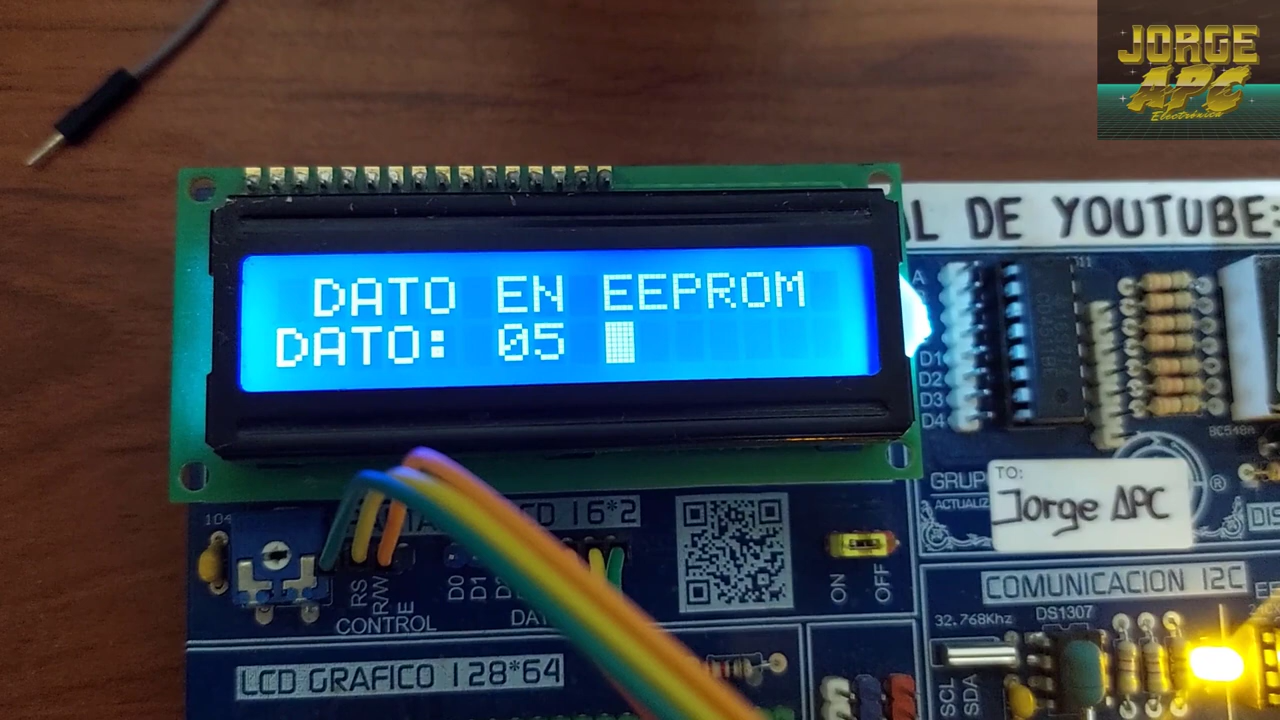 JORGE
APC
Electrónica
L DE YOUTUBE:
DATO EN EEPROM
DATO: 05
A
D1
D2
D3
D4
BC548A
GRUP
ACTUALIZ
TO:
Jorge APC
®
104
LCD 16*2
RS
R/W
CONTROL
D0
D1
ON
OFF
COMUNICACION I2C
32.768Khz
DS1307
SCL
SDA
LCD GRAFICO 128*64